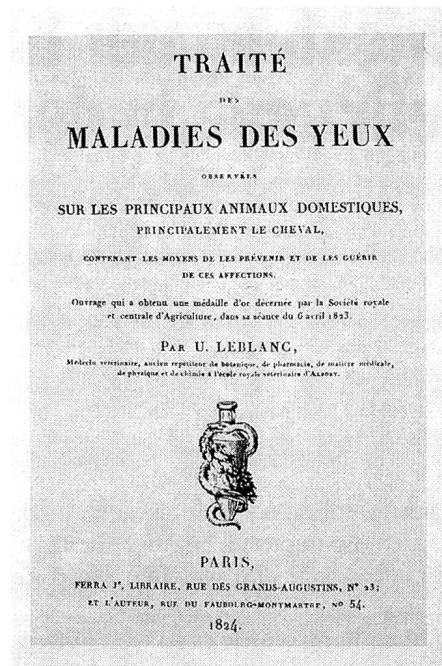 TRAITÉ
DES
MALADIES DES YEUX
OBSERVÉES
SUR LES PRINCIPAUX ANIMAUX DOMESTIQUES,
PRINCIPALEMENT LE CHEVAL,
CONTENANT LES MOYENS DE LES PRÉVENIR ET DE LES GUÉRIR
DE CES AFFECTIONS.
Ouvrage qui a obtenu une médaille d'or décernée par la Société royale
et centrale d'Agriculture, dans sa séance du 6 avril 1823.
PAR U. LEBLANC,
Médecin vétérinaire, ancien répétiteur de botanique, de pharmacie, de matière médicale,
de physique et de chimie à l'école royale vétérinaire d'ALFORT.
PARIS,
FERRA Je, LIBRAIRE, RUE DES GRANDS-AUGUSTINS, N° 23;
ET L'AUTEUR, RUE DU FAUBOURG-MONTMARTRE, NO 54.
1824.